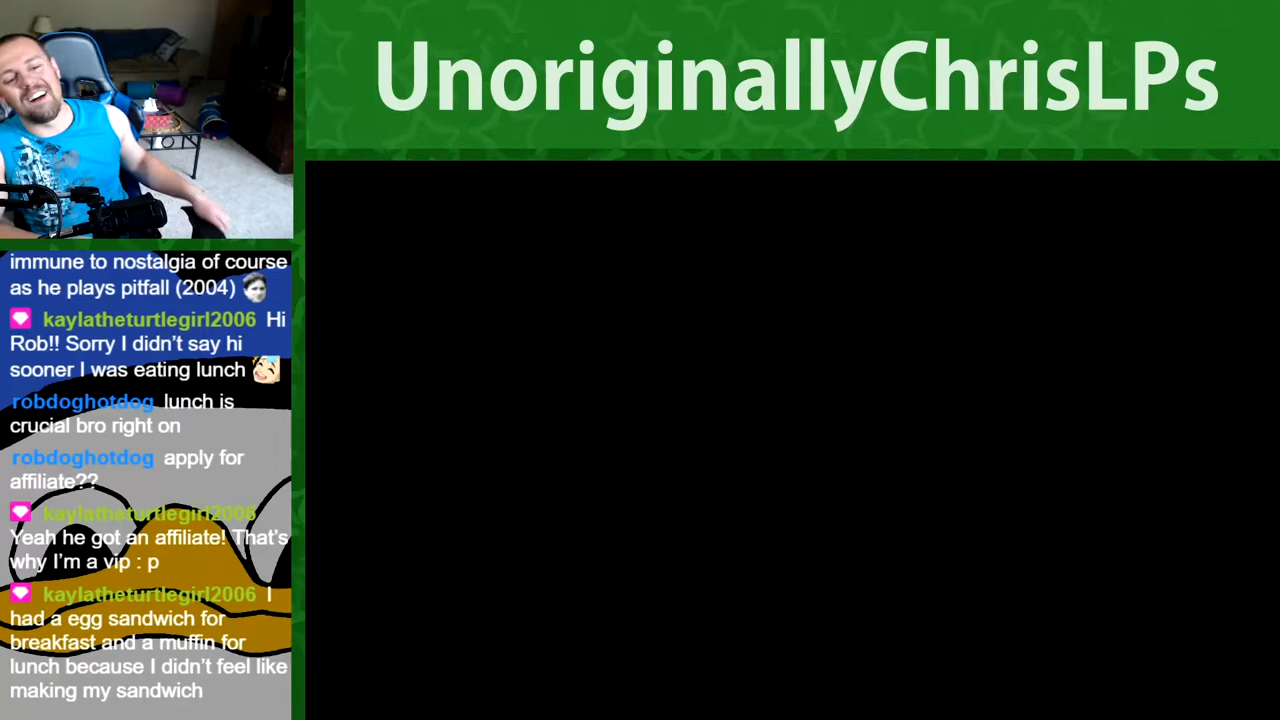 UnoriginallyChrisLPs
immune to nostalgia of course
as he plays pitfall (2004)
kaylatheturtlegirl2006 Hi
Rob!! Sorry I didn't say hi
sooner I was eating lunch
robdoghotdog lunch is
crucial bro right on
robdoghotdog apply for
affiliate??
kaylatheturtlegirl2006
Yeah he got an affiliate! That's
why I'm a vip : p
kaylatheturtlegirl2006 I
had a egg sandwich for
breakfast and a muffin for
lunch because I didn't feel like
making my sandwich